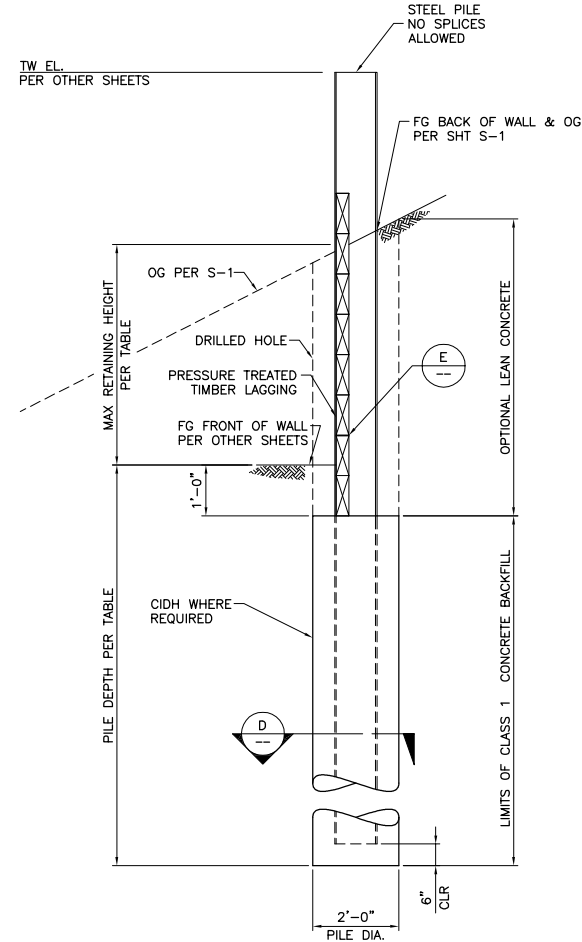 STEEL PILE
NO SPLICES
ALLOWED
TW EL.
PER OTHER SHEETS
FG BACK OF WALL & OG
PER SHT S-1
OG PER S-1
MAX RETAINING HEIGHT
PER TABLE
DRILLED HOLE
E
--
PRESSURE TREATED
TIMBER LAGGING
OPTIONAL LEAN CONCRETE
FG FRONT OF WALL
PER OTHER SHEETS
1'-0"
CIDH WHERE
REQUIRED
PILE DEPTH PER TABLE
LIMITS OF CLASS 1 CONCRETE BACKFILL
D
--
6"
CLR
2'-0"
PILE DIA.